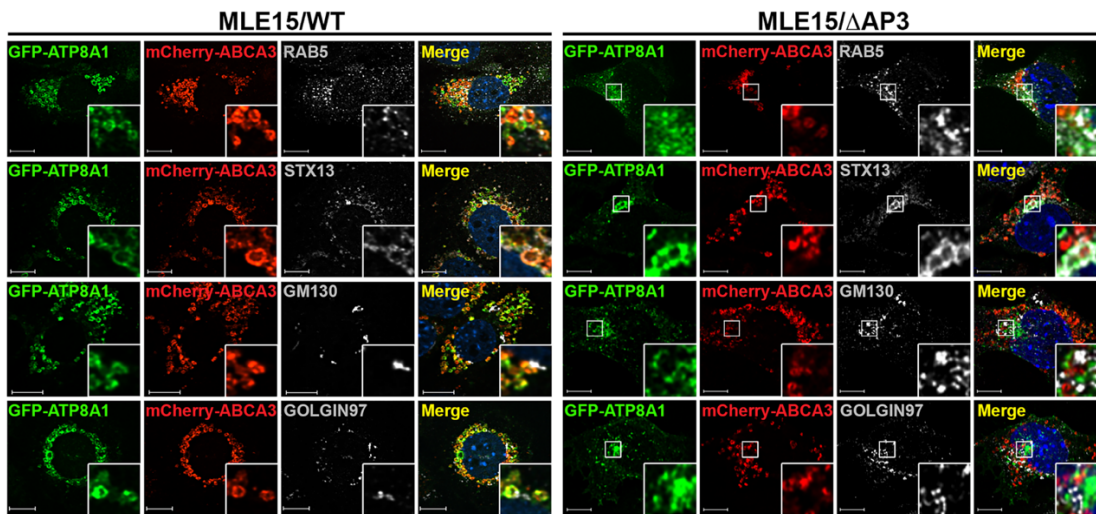 MLE15/WT
GFP-ATP8A1 mCherry-ABCA3 RAB5 Merge
GFP-ATP8A1 mCherry-ABCA3 STX13 Merge
GFP-ATP8A1 mCherry-ABCA3 GM130 Merge
GFP-ATP8A1 mCherry-ABCA3 GOLGIN97 Merge
MLE15/ΔAP3
GFP-ATP8A1 mCherry-ABCA3 RAB5 Merge
GFP-ATP8A1 mCherry-ABCA3 STX13 Merge
GFP-ATP8A1 mCherry-ABCA3 GM130 Merge
GFP-ATP8A1 mCherry-ABCA3 GOLGIN97 Merge